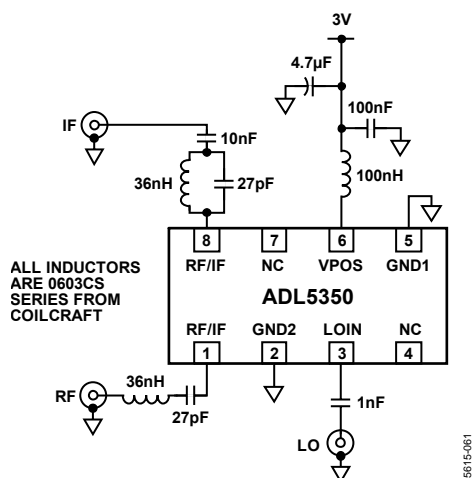 3V
4.7µF
100nF
IF
10nF
36nH
27pF
100nH
8
7
6
5
RF/IF
NC
VPOS
GND1
ALL INDUCTORS
ARE 0603CS
SERIES FROM
COILCRAFT
ADL5350
RF/IF
GND2
LOIN
NC
1
2
3
4
36nH
RF
27pF
1nF
LO
5615-061